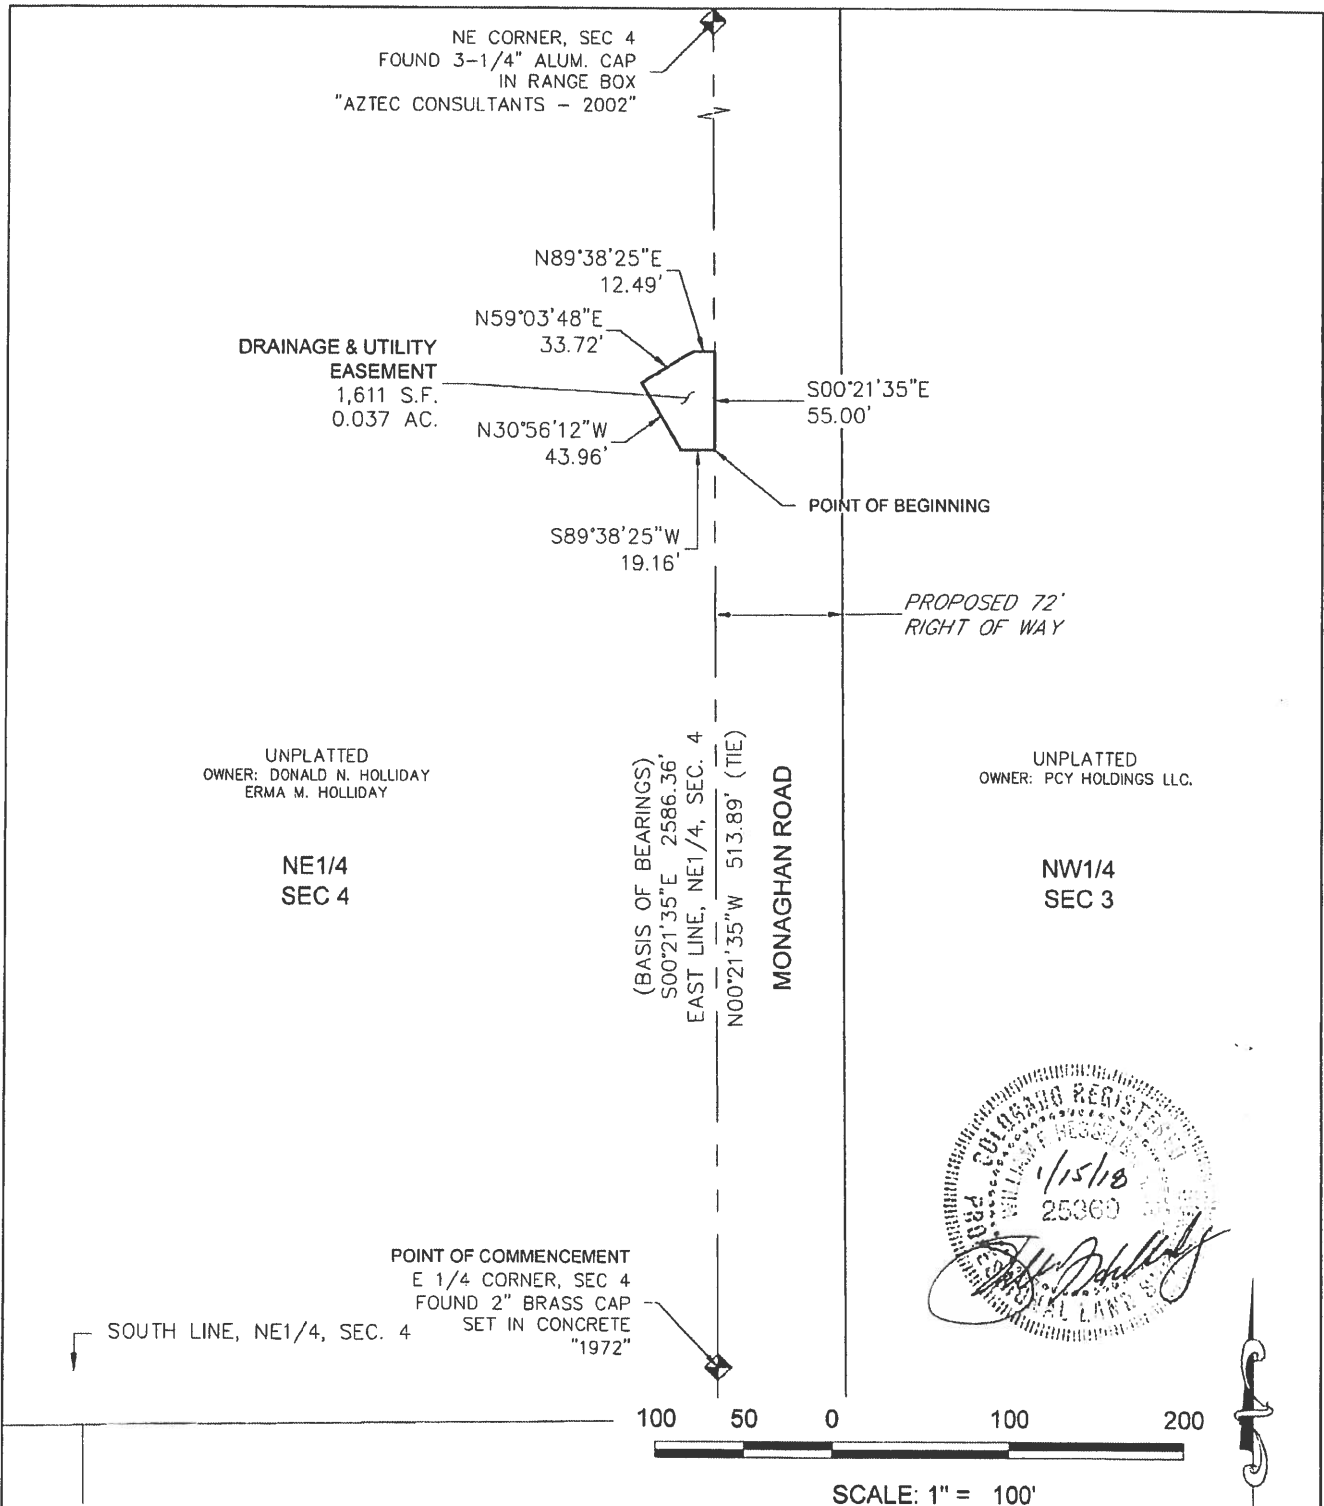 NE CORNER, SEC 4
FOUND 3-1/4" ALUM. CAP
IN RANGE BOX
"AZTEC CONSULTANTS - 2002"
N89°38'25"E
12.49'
N59°03'48"E
33.72'
DRAINAGE & UTILITY
EASEMENT
1,611 S.F.
0.037 AC.
S00°21'35"E
55.00'
N30°56'12"W
43.96'
POINT OF BEGINNING
S89°38'25"W
19.16'
PROPOSED 72'
RIGHT OF WAY
UNPLATTED
OWNER: DONALD N. HOLLIDAY
ERMA M. HOLLIDAY
NE1/4
SEC 4
(BASIS OF BEARINGS)
S00°21'35"E 2586.36'
EAST LINE, NE1/4, SEC. 4
N00°21'35"W 513.89' (TIE)
MONAGHAN ROAD
UNPLATTED
OWNER: PCY HOLDINGS LLC.
NW1/4
SEC 3
COLORADO REGISTERED
WILLIAM F.
1/15/18
25369
LAND
POINT OF COMMENCEMENT
E 1/4 CORNER, SEC 4
FOUND 2" BRASS CAP
SET IN CONCRETE
"1972"
SOUTH LINE, NE1/4, SEC. 4
100 50 0 100 200
SCALE: 1" = 100'